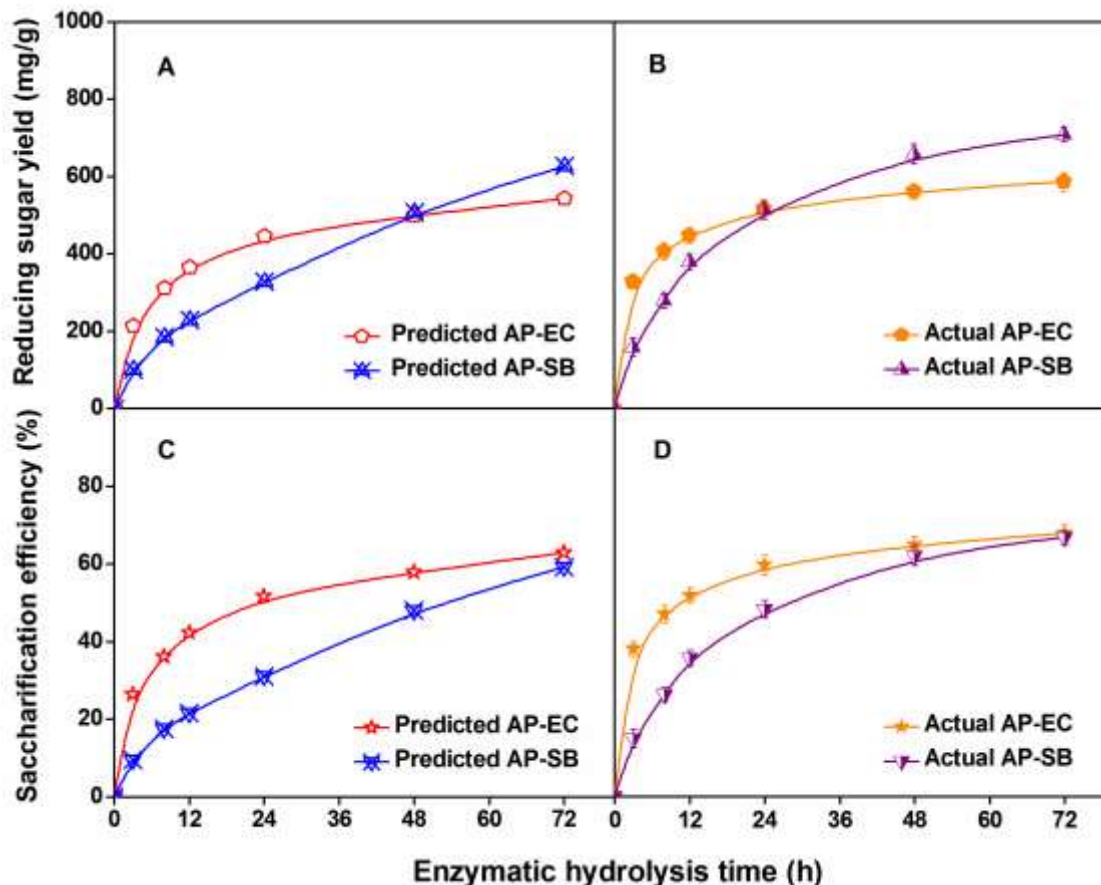 Reducing sugar yield (mg/g)
1000
800
600
400
200
0
A
Predicted AP-EC
Predicted AP-SB
B
Actual AP-EC
Actual AP-SB
Saccharification efficiency (%)
80
60
40
20
0
C
Predicted AP-EC
Predicted AP-SB
D
Actual AP-EC
Actual AP-SB
0 12 24 36 48 60 72 0 12 24 36 48 60 72
Enzymatic hydrolysis time (h)